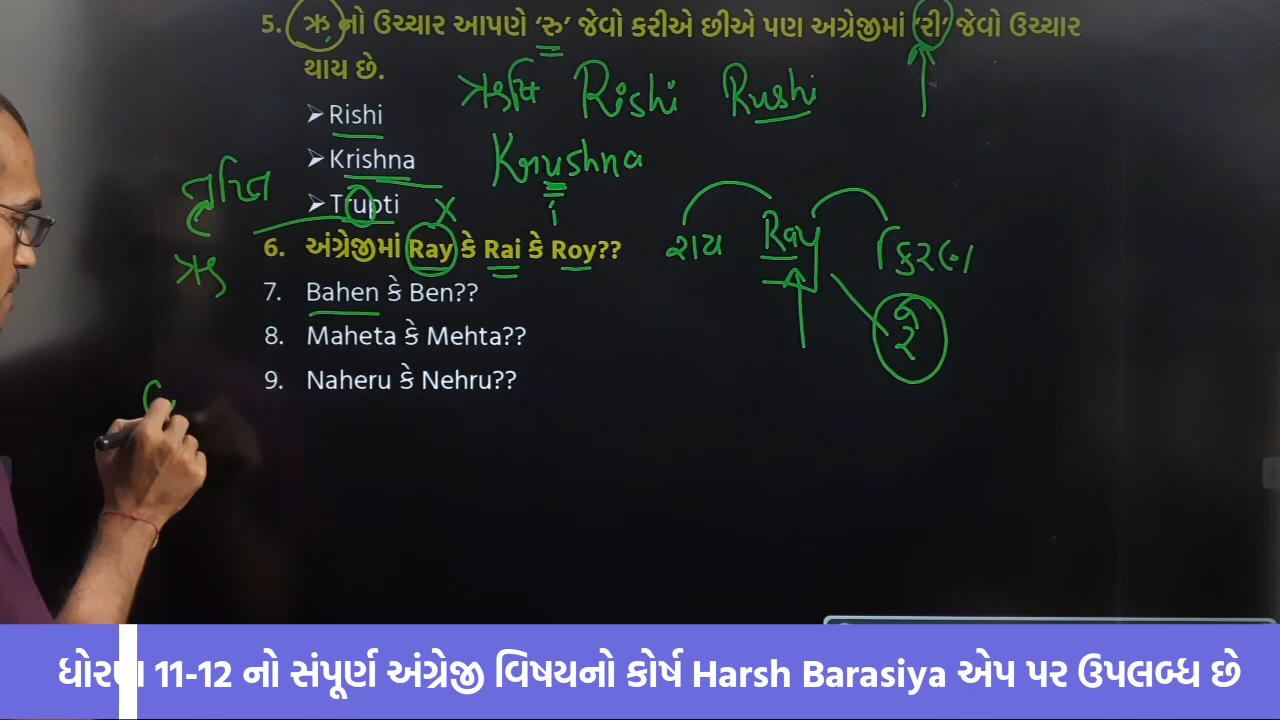 5. ઋ નો ઉચ્ચાર આપણે ‘રુ’ જેવો કરીએ છીએ પણ અગ્રેજીમાં ‘રી’ જેવો ઉચ્ચાર
થાય છે.
ઋષિ Rishi Rushi
➢Rishi
➢Krishna
Krushna
i
તૃપ્તિ
➢Trupti
x
6. અંગ્રેજીમાં Ray કે Rai કે Roy??
રાય Ray કિરણ
ઋ
7. Bahen કે Ben??
રે
8. Maheta કે Mehta??
9. Naheru કે Nehru??
ધોરણ 11-12 નો સંપૂર્ણ અંગ્રેજી વિષયનો કોર્ષ Harsh Barasiya એપ પર ઉપલબ્ધ છે